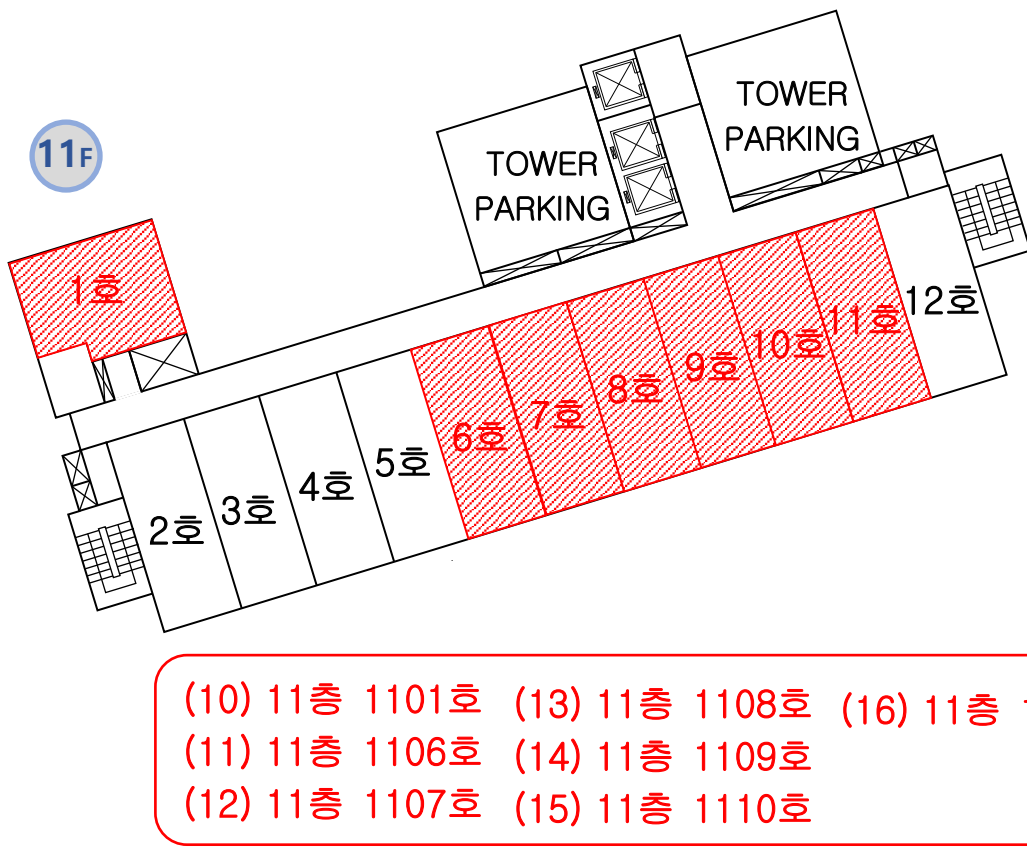 11F
TOWER
PARKING
TOWER
PARKING
1호
2호
3호
4호
5호
6호
7호
8호
9호
10호
11호
12호
(10) 11층 1101호
(11) 11층 1106호
(12) 11층 1107호
(13) 11층 1108호
(14) 11층 1109호
(15) 11층 1110호
(16) 11층